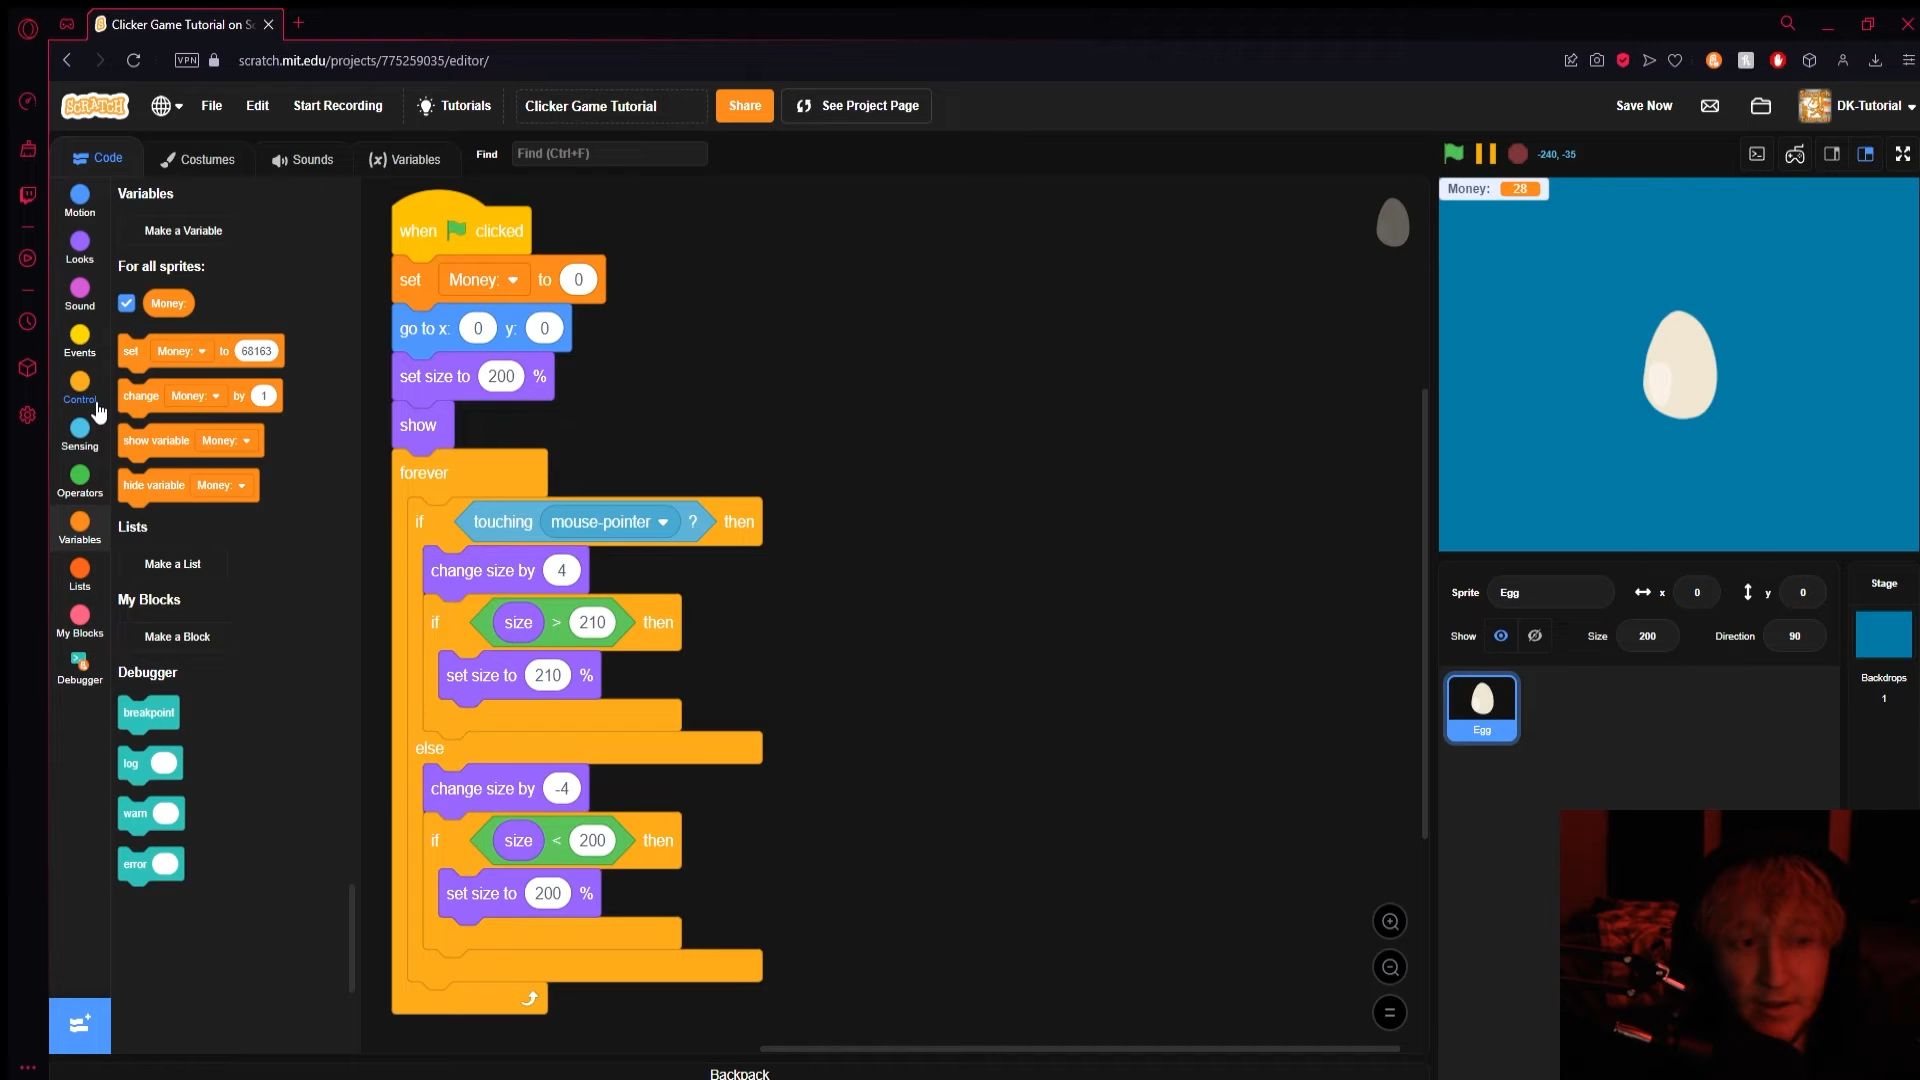 Clicker Game Tutorial on S
VPN
scratch.mit.edu/projects/775259035/editor/
SCRATCH
File
Edit
Start Recording
Tutorials
Clicker Game Tutorial
Share
See Project Page
Save Now
DK-Tutorial
Code
Costumes
Sounds
(x) Variables
Find
Find (Ctrl+F)
-240, -35
Motion
Looks
Sound
Events
Control
Sensing
Operators
Variables
Lists
My Blocks
Debugger
Variables
Make a Variable
For all sprites:
Money:
set Money: to 68163
change Money: by 1
show variable Money:
hide variable Money:
Lists
Make a List
My Blocks
Make a Block
Debugger
breakpoint
log
warn
error
when clicked
set Money: to 0
go to x: 0 y: 0
set size to 200 %
show
forever
if touching mouse-pointer ? then
change size by 4
if size > 210 then
set size to 210 %
else
change size by -4
if size < 200 then
set size to 200 %
Backpack
Money: 28
Sprite Egg x 0 y 0
Show Size 200 Direction 90
Egg
Stage
Backdrops
1